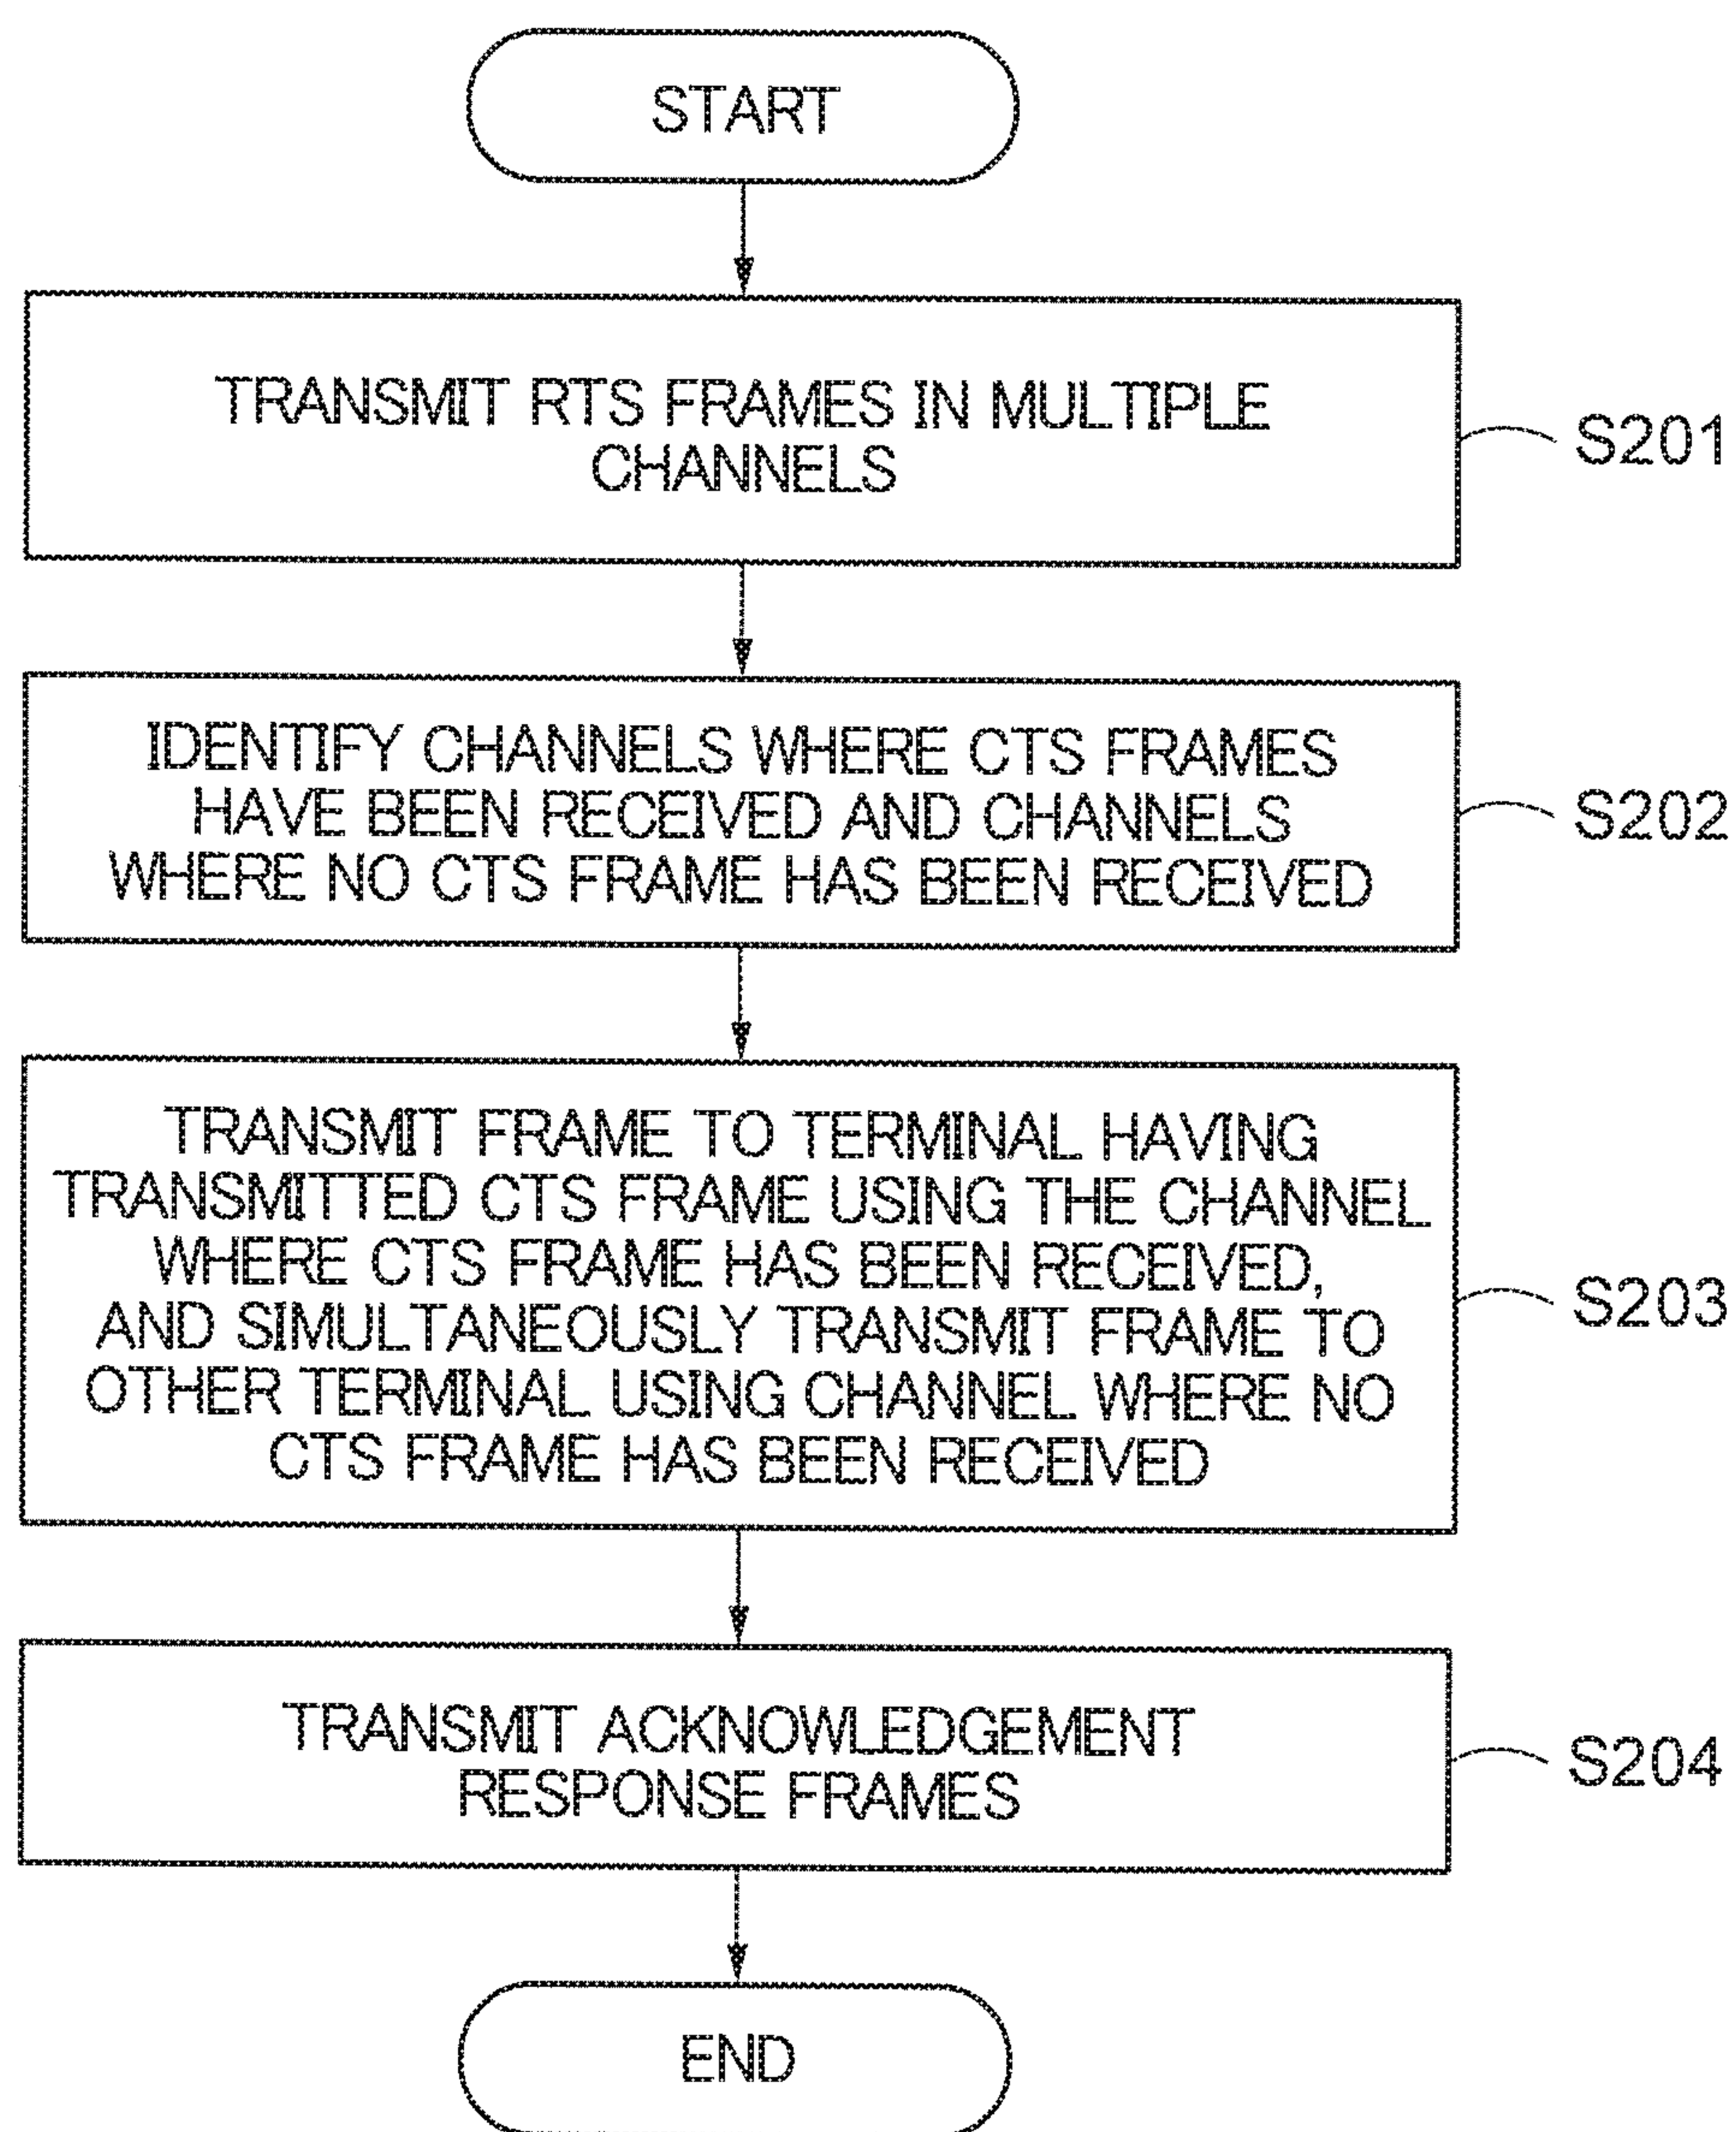 START
TRANSMIT RTS FRAMES IN MULTIPLE
CHANNELS
S201
IDENTIFY CHANNELS WHERE CTS FRAMES
HAVE BEEN RECEIVED AND CHANNELS
WHERE NO CTS FRAME HAS BEEN RECEIVED
S202
TRANSMIT FRAME TO TERMINAL HAVING
TRANSMITTED CTS FRAME USING THE CHANNEL
WHERE CTS FRAME HAS BEEN RECEIVED,
AND SIMULTANEOUSLY TRANSMIT FRAME TO
OTHER TERMINAL USING CHANNEL WHERE NO
CTS FRAME HAS BEEN RECEIVED
S203
TRANSMIT ACKNOWLEDGEMENT
RESPONSE FRAMES
S204
END